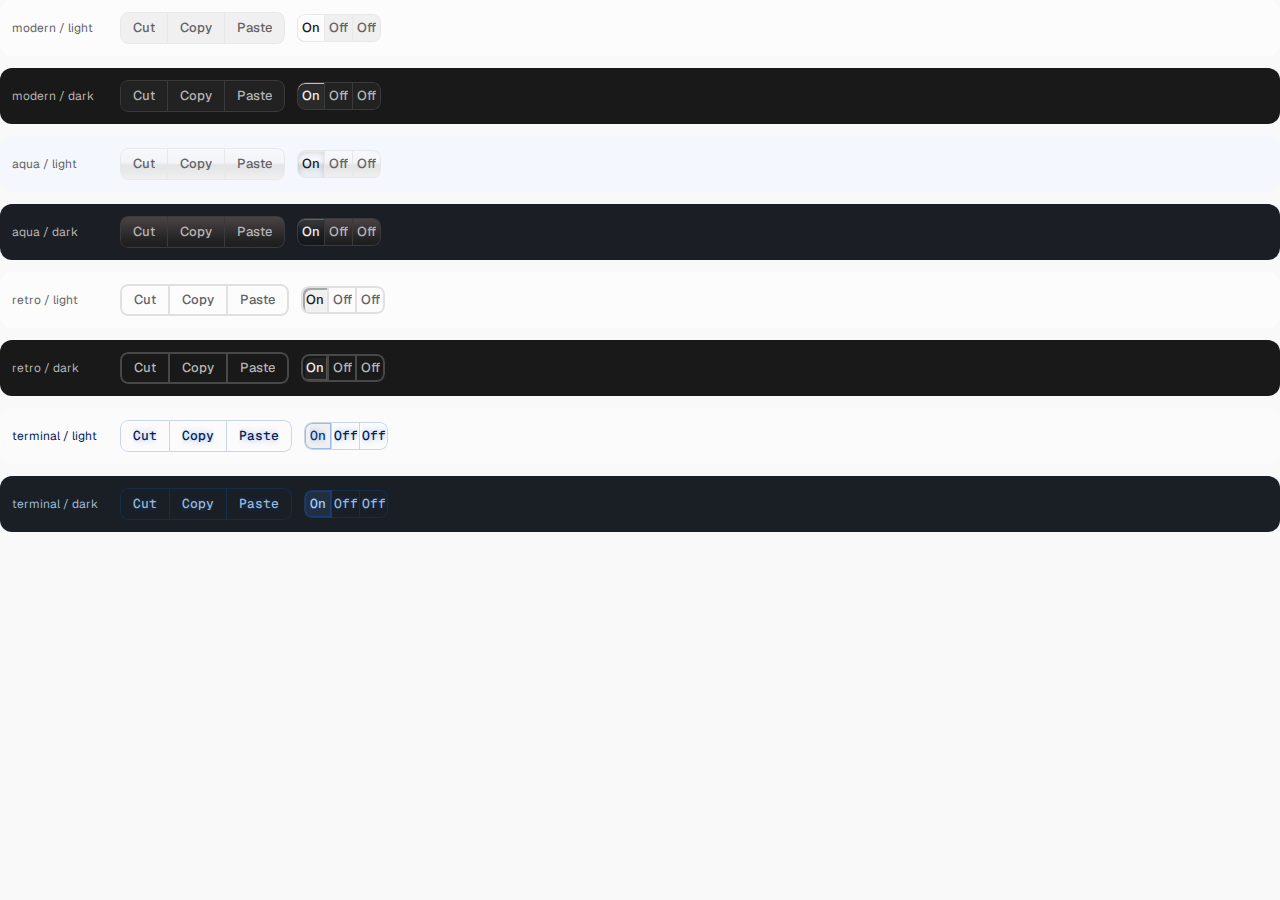 modern / light Cut Copy Paste On Off Off
modern / dark Cut Copy Paste On Off Off
aqua / light Cut Copy Paste On Off Off
aqua / dark Cut Copy Paste On Off Off
retro / light Cut Copy Paste On Off Off
retro / dark Cut Copy Paste On Off Off
terminal / light Cut Copy Paste On Off Off
terminal / dark Cut Copy Paste On Off Off